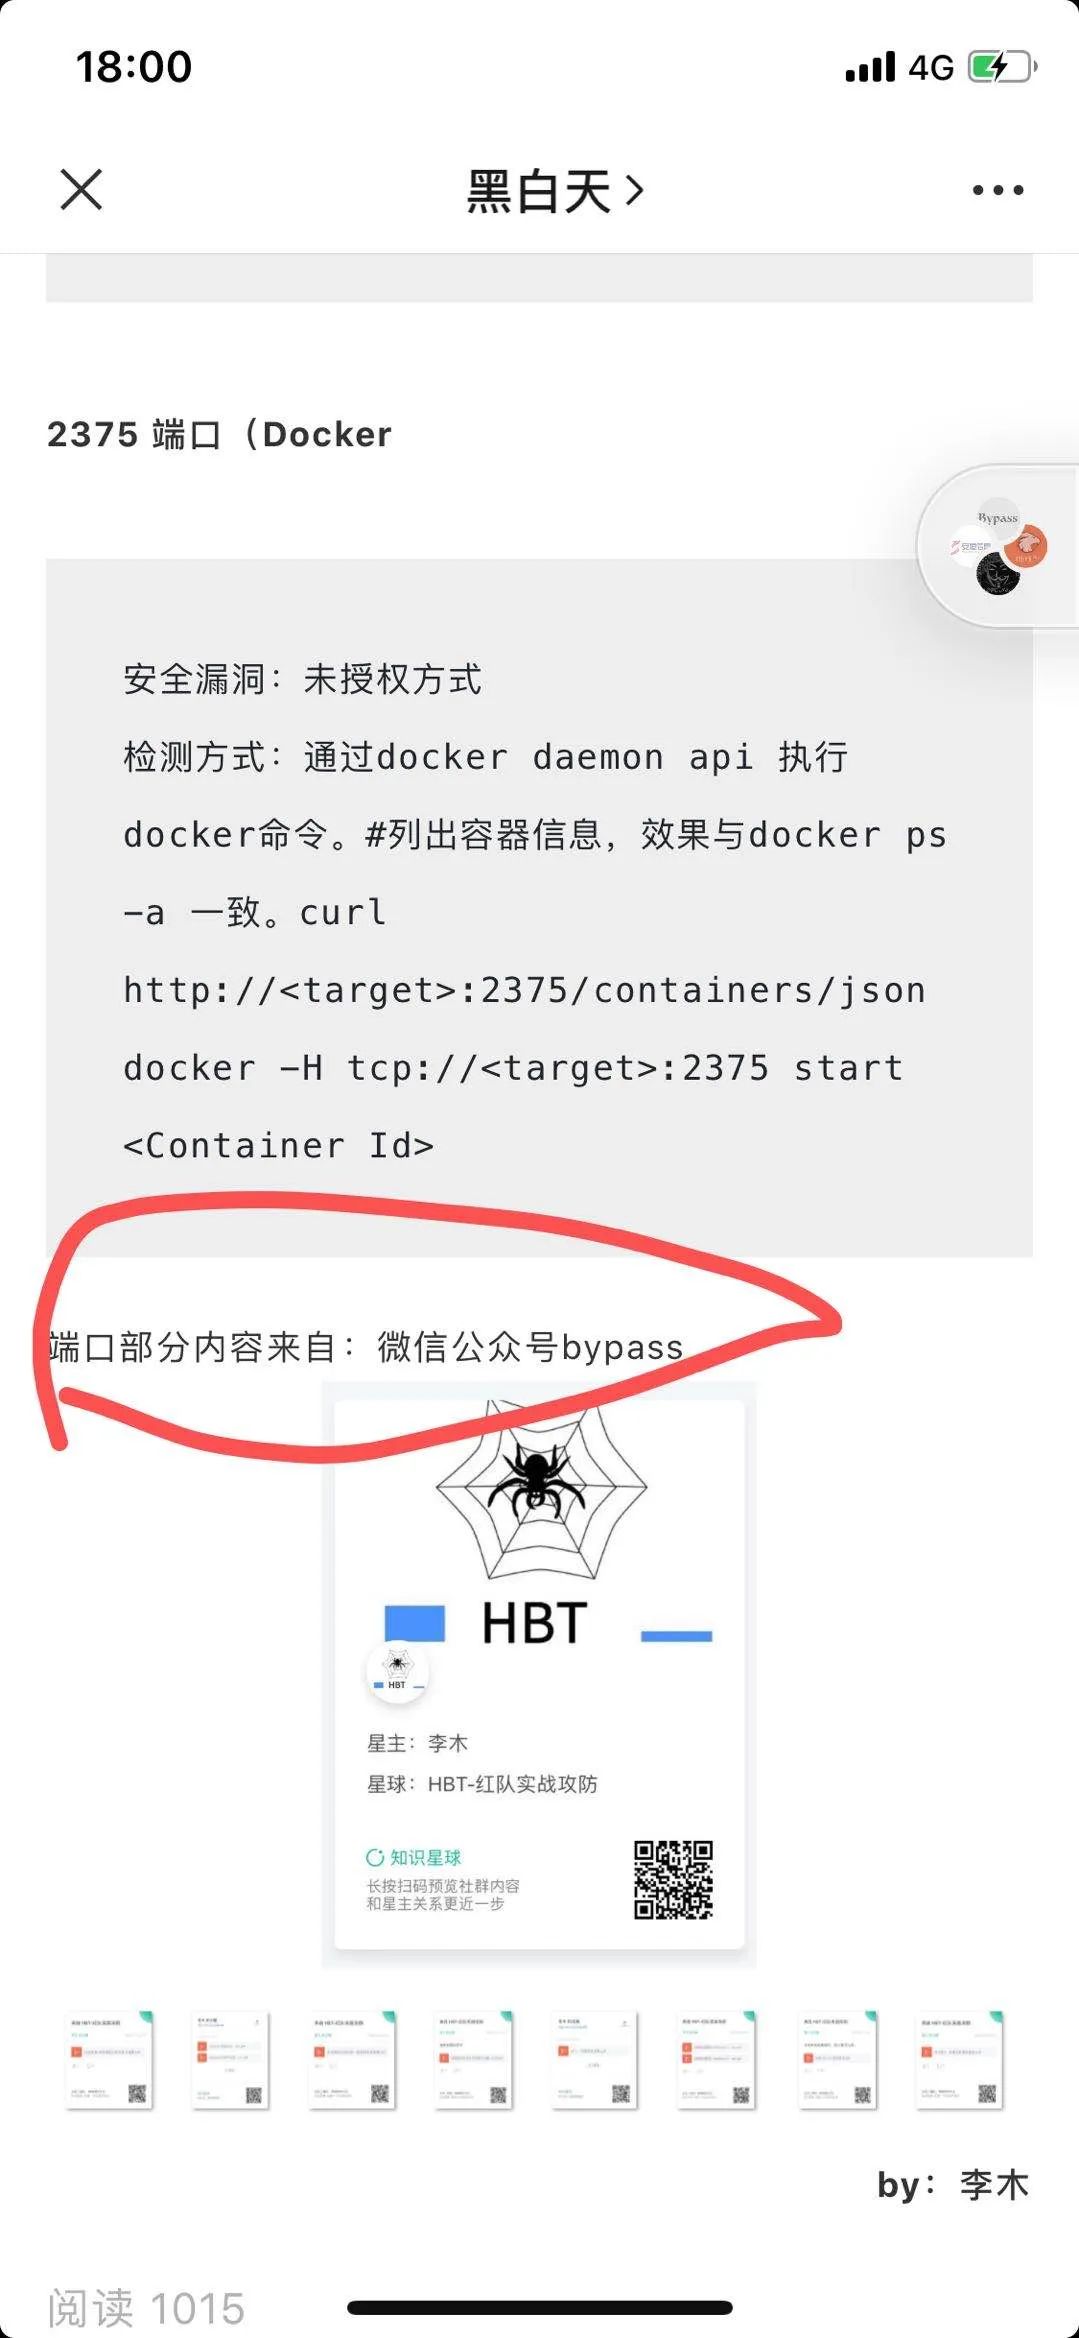 18:00
4G
黑白天
2375 端口（Docker
Bypass
安全漏洞：未授权方式
检测方式：通过docker daemon api 执行
docker命令。#列出容器信息，效果与docker ps
-a 一致。curl
http://<target>:2375/containers/json
docker -H tcp://<target>:2375 start
<Container Id>
端口部分内容来自：微信公众号bypass
HBT
HBT
星主：李木
星球：HBT-红队实战攻防
知识星球
长按扫码预览社群内容
和星主关系更近一步
by：李木
阅读 1015